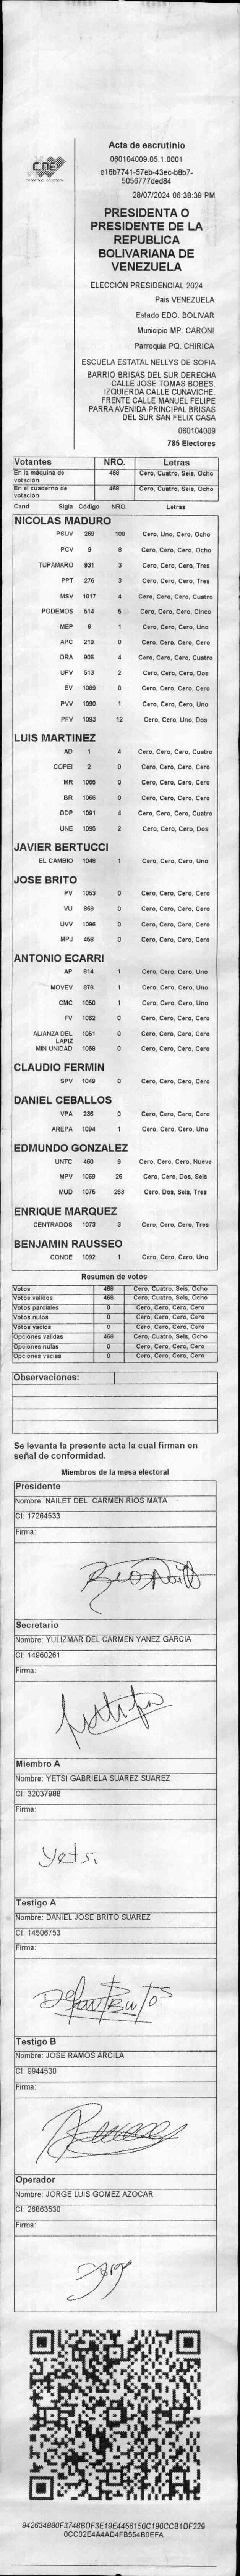 CNE
Acta de escrutinio
060104009.05.1.0001
e16b7741-57eb-43ec-b8b7-
5056777ded84
28/07/2024 06:38:39 PM
PRESIDENTA O
PRESIDENTE DE LA
REPUBLICA
BOLIVARIANA DE
VENEZUELA
ELECCIÓN PRESIDENCIAL 2024
País VENEZUELA
Estado EDO. BOLIVAR
Municipio MP. CARONI
Parroquia PQ. CHIRICA
ESCUELA ESTATAL NELLYS DE SOFIA
BARRIO BRISAS DEL SUR DERECHA
CALLE JOSE TOMAS BOBES.
IZQUIERDA CALLE CUNAVICHE.
FRENTE CALLE MANUEL FELIPE
PARRA AVENIDA PRINCIPAL BRISAS
DEL SUR SAN FELIX CASA
060104009
785 Electores
Votantes NRO. Letras
En la máquina de votación 468 Cero, Cuatro, Seis, Ocho
En el cuaderno de votación 468 Cero, Cuatro, Seis, Ocho
Cand. Sigla Código NRO. Letras
NICOLAS MADURO
PSUV 269 108 Cero, Uno, Cero, Ocho
PCV 9 8 Cero, Cero, Cero, Ocho
TUPAMARO 931 3 Cero, Cero, Cero, Tres
PPT 276 3 Cero, Cero, Cero, Tres
MSV 1017 4 Cero, Cero, Cero, Cuatro
PODEMOS 514 5 Cero, Cero, Cero, Cinco
MEP 6 1 Cero, Cero, Cero, Uno
APC 219 0 Cero, Cero, Cero, Cero
ORA 906 4 Cero, Cero, Cero, Cuatro
UPV 513 2 Cero, Cero, Cero, Dos
EV 1089 0 Cero, Cero, Cero, Cero
PVV 1090 1 Cero, Cero, Cero, Uno
PFV 1093 12 Cero, Cero, Uno, Dos
LUIS MARTINEZ
AD 1 4 Cero, Cero, Cero, Cuatro
COPEI 2 0 Cero, Cero, Cero, Cero
MR 1065 0 Cero, Cero, Cero, Cero
BR 1066 0 Cero, Cero, Cero, Cero
DDP 1091 4 Cero, Cero, Cero, Cuatro
UNE 1095 2 Cero, Cero, Cero, Dos
JAVIER BERTUCCI
EL CAMBIO 1048 1 Cero, Cero, Cero, Uno
JOSE BRITO
PV 1053 0 Cero, Cero, Cero, Cero
VU 868 0 Cero, Cero, Cero, Cero
UVV 1096 0 Cero, Cero, Cero, Cero
MPJ 458 0 Cero, Cero, Cero, Cero
ANTONIO ECARRI
AP 814 1 Cero, Cero, Cero, Uno
MOVEV 978 1 Cero, Cero, Cero, Uno
CMC 1050 1 Cero, Cero, Cero, Uno
FV 1062 0 Cero, Cero, Cero, Cero
ALIANZA DEL LAPIZ 1051 0 Cero, Cero, Cero, Cero
MIN UNIDAD 1068 0 Cero, Cero, Cero, Cero
CLAUDIO FERMIN
SPV 1049 0 Cero, Cero, Cero, Cero
DANIEL CEBALLOS
VPA 236 0 Cero, Cero, Cero, Cero
AREPA 1094 1 Cero, Cero, Cero, Uno
EDMUNDO GONZALEZ
UNTC 460 9 Cero, Cero, Cero, Nueve
MPV 1069 26 Cero, Cero, Dos, Seis
MUD 1075 263 Cero, Dos, Seis, Tres
ENRIQUE MARQUEZ
CENTRADOS 1073 3 Cero, Cero, Cero, Tres
BENJAMIN RAUSSEO
CONDE 1092 1 Cero, Cero, Cero, Uno
Resumen de votos
Votos 468 Cero, Cuatro, Seis, Ocho
Votos validos 468 Cero, Cuatro, Seis, Ocho
Votos parciales 0 Cero, Cero, Cero, Cero
Votos nulos 0 Cero, Cero, Cero, Cero
Votos vacios 0 Cero, Cero, Cero, Cero
Opciones validas 468 Cero, Cuatro, Seis, Ocho
Opciones nulas 0 Cero, Cero, Cero, Cero
Opciones vacias 0 Cero, Cero, Cero, Cero
Observaciones:
Se levanta la presente acta la cual firman en
señal de conformidad.
Miembros de la mesa electoral
Presidente
Nombre: NAILET DEL CARMEN RIOS MATA
CI: 17264533
Firma:
Secretario
Nombre: YULIZMAR DEL CARMEN YANEZ GARCIA
CI: 14960261
Firma:
Miembro A
Nombre: YETSI GABRIELA SUAREZ SUAREZ
CI: 32037988
Firma:
Yetsi
Testigo A
Nombre: DANIEL JOSE BRITO SUAREZ
CI: 14506753
Firma:
Testigo B
Nombre: JOSE RAMOS ARCILA
CI: 9944530
Firma:
Operador
Nombre: JORGE LUIS GOMEZ AZOCAR
CI: 26863530
Firma:
942634980F3748BDF3E19E4456150C190CCB1DF229
0CC02E4A4AD4FB554B0EFA